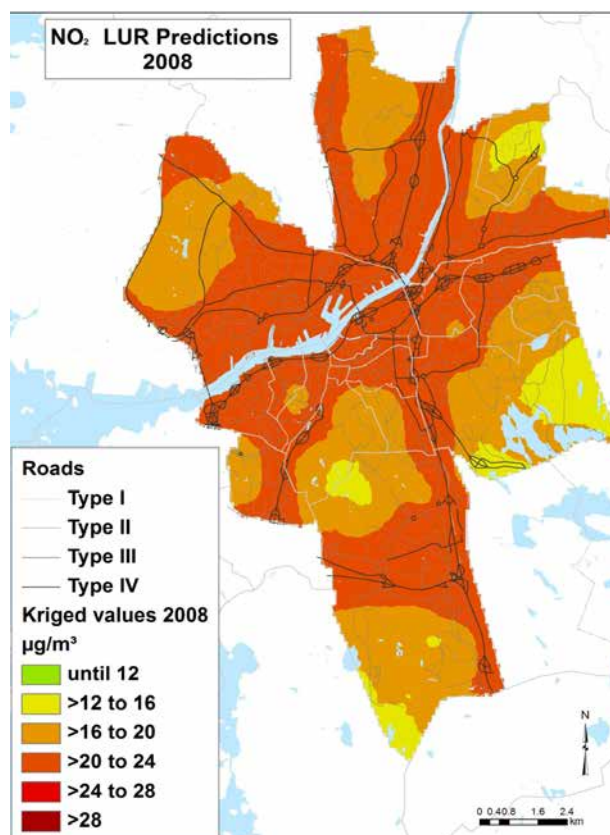 NO₂ LUR Predictions
2008
Roads
Type I
Type II
Type III
Type IV
Kriged values 2008
µg/m³
until 12
>12 to 16
>16 to 20
>20 to 24
>24 to 28
>28
N
0 0.40.8 1.6 2.4
km